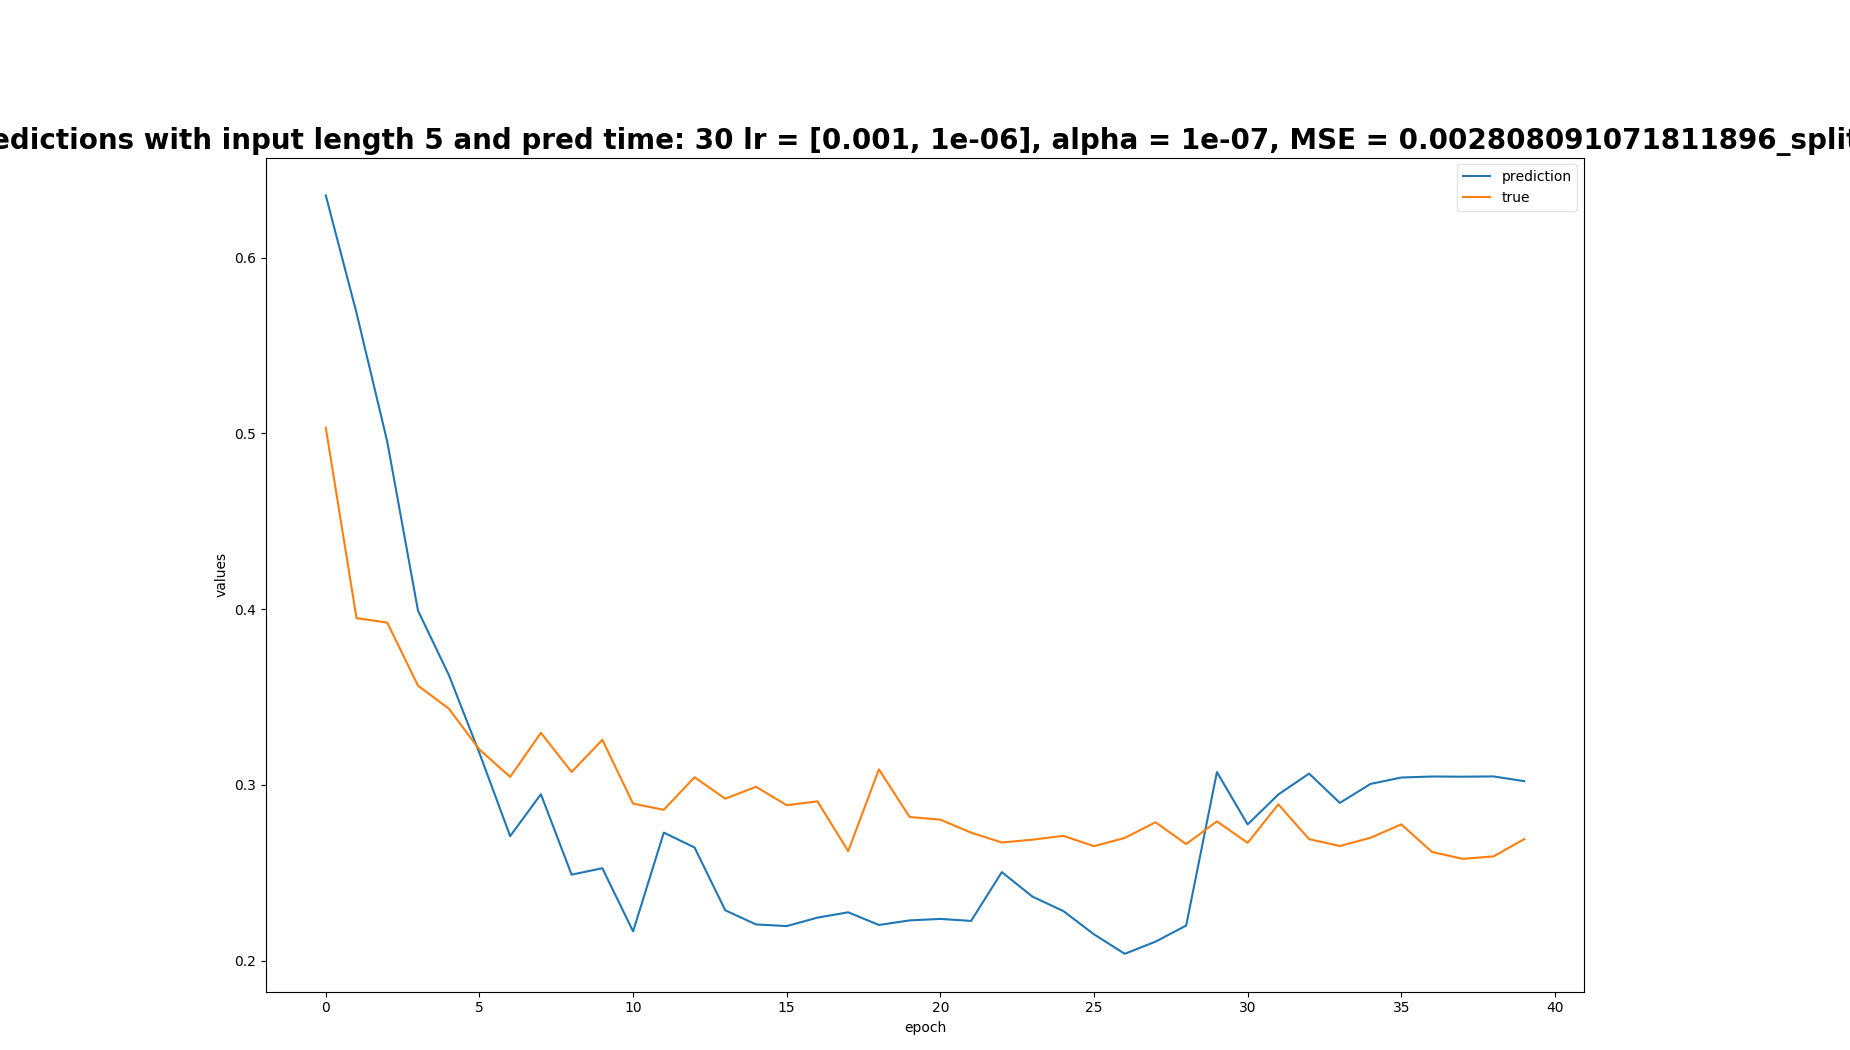 edictions with input length 5 and pred time: 30 lr = [0.001, 1e-06], alpha = 1e-07, MSE = 0.002808091071811896_split
prediction
true
0.6
0.5
0.4
0.3
0.2
values
0 5 10 15 20 25 30 35 40
epoch